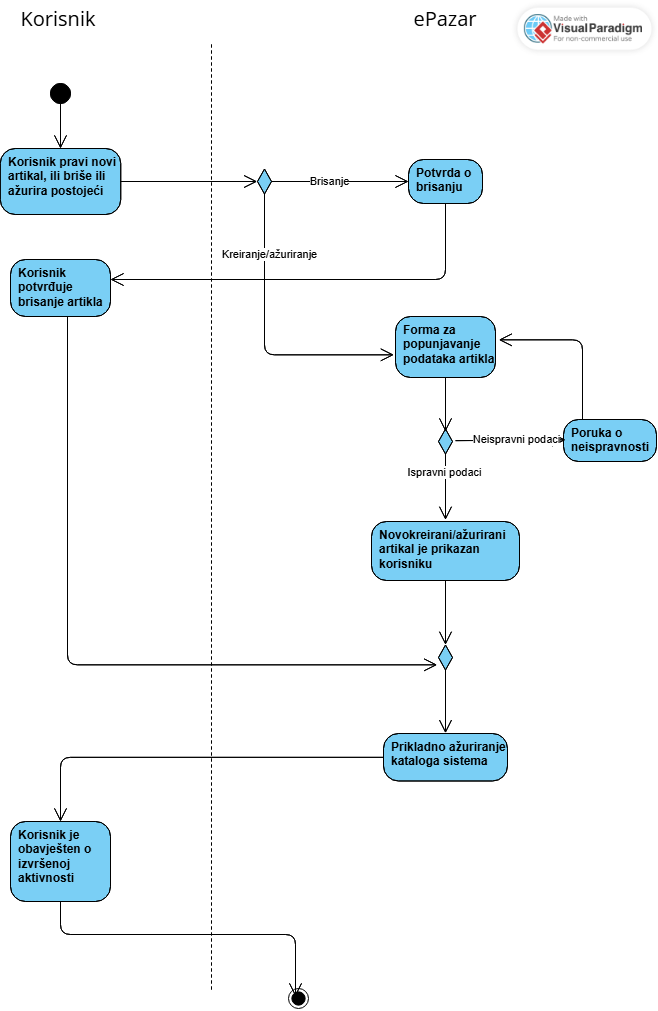 Korisnik
ePazar
Made with
VisualParadigm
For non-commercial use
Korisnik pravi novi
artikal, ili briše ili
ažurira postojeći
Brisanje
Potvrda o
brisanju
Kreiranje/ažuriranje
Korisnik
potvrđuje
brisanje artikla
Forma za
popunjavanje
podataka artikla
Neispravni podaci
Poruka o
neispravnosti
Ispravni podaci
Novokreirani/ažurirani
artikal je prikazan
korisniku
Prikladno ažuriranje
kataloga sistema
Korisnik je
obavješten o
izvršenoj
aktivnosti